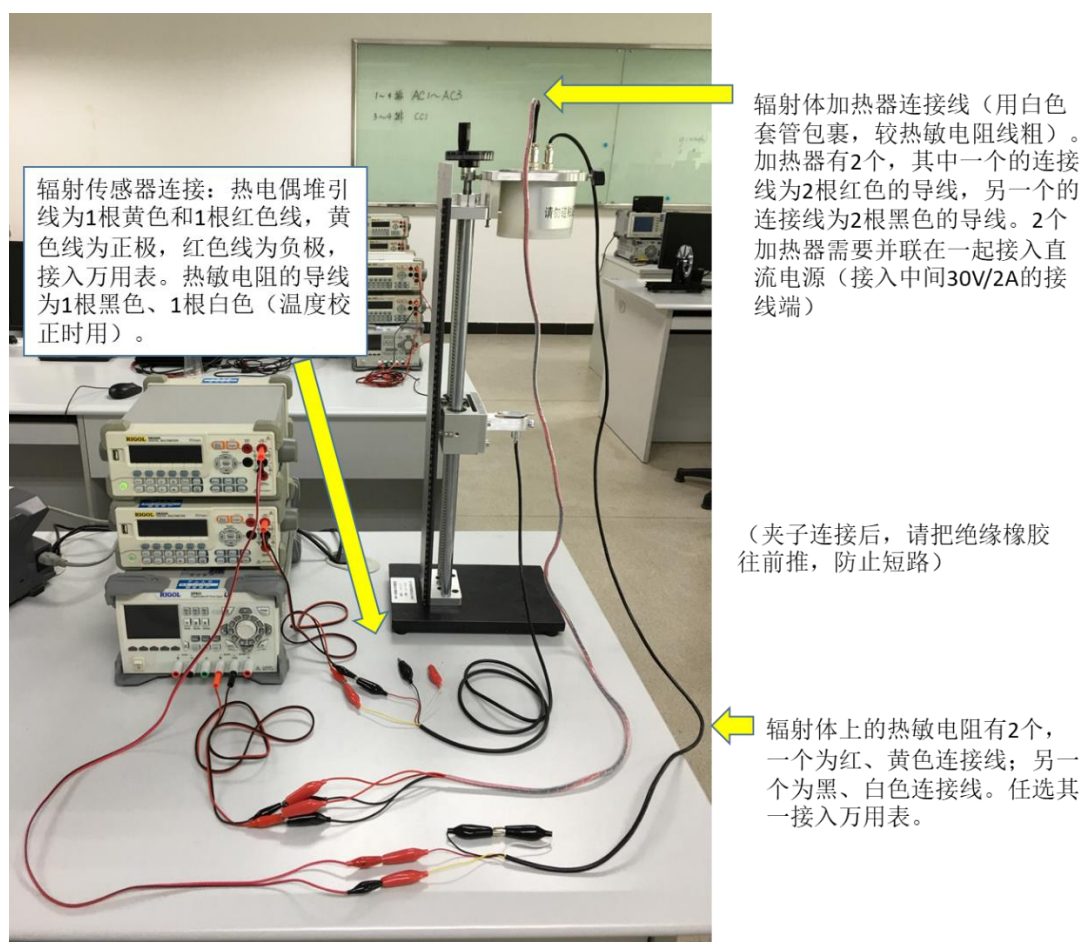 1~2排 AC1~AC3
3~4排 CC1
辐射体加热器连接线（用白色
套管包裹，较热敏电阻线粗）。
加热器有2个，其中一个的连接
线为2根红色的导线，另一个的
连接线为2根黑色的导线。2个
加热器需要并联在一起接入直
流电源（接入中间30V/2A的接
线端）
辐射传感器连接：热电偶堆引
线为1根黄色和1根红色线，黄
色线为正极，红色线为负极，
接入万用表。热敏电阻的导线
为1根黑色、1根白色（温度校
正时用）。
请勿
RIGOL
RIGOL
RIGOL
（夹子连接后，请把绝缘橡胶
往前推，防止短路）
辐射体上的热敏电阻有2个，
一个为红、黄色连接线；另一
个为黑、白色连接线。任选其
一接入万用表。